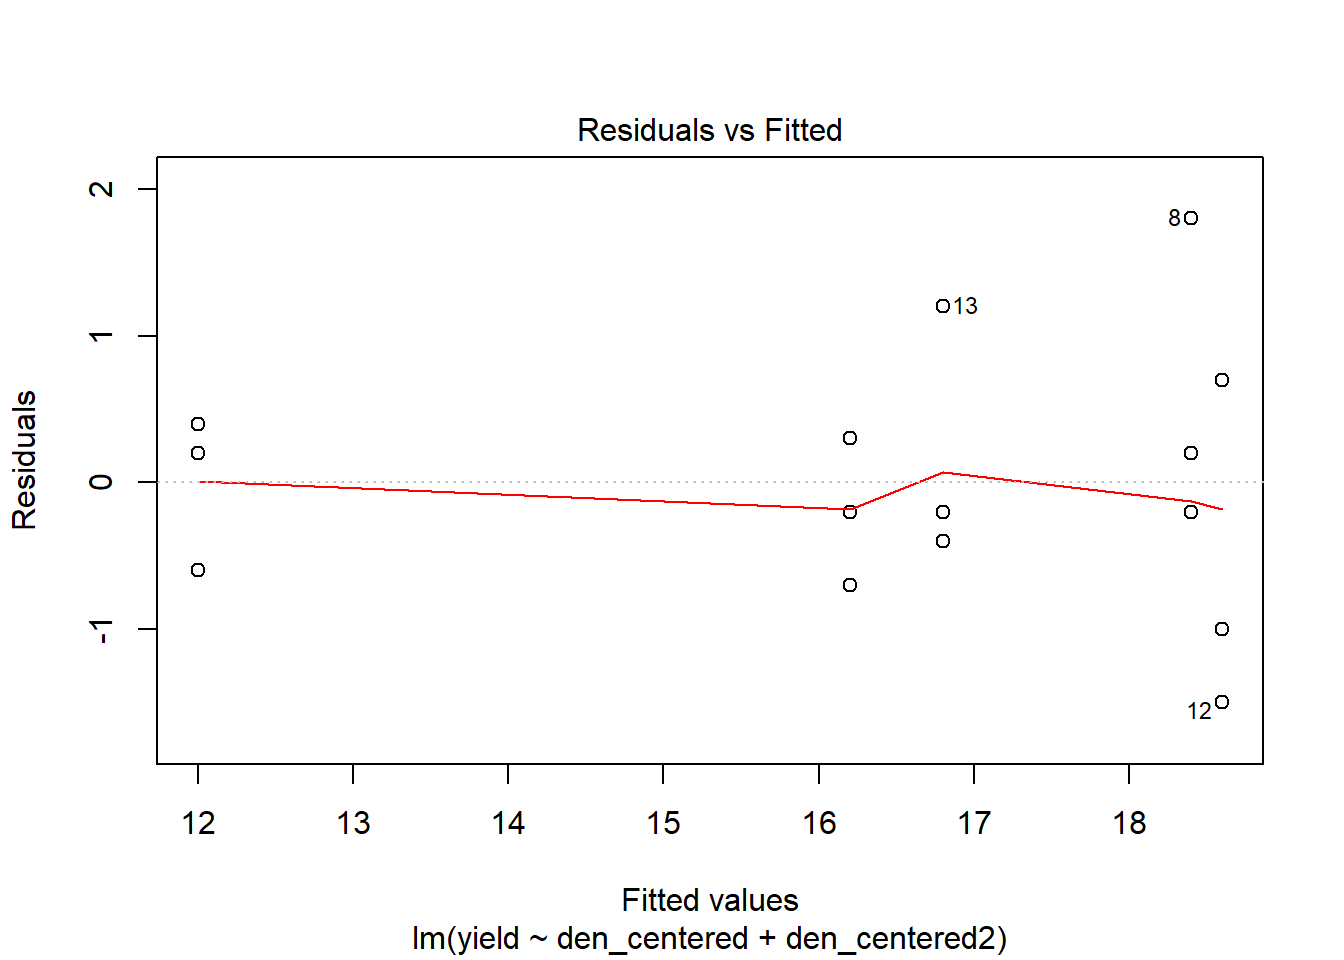 Residuals vs Fitted
2
1
0
-1
Residuals
8
13
12
12 13 14 15 16 17 18
Fitted values
lm(yield ~ den_centered + den_centered2)